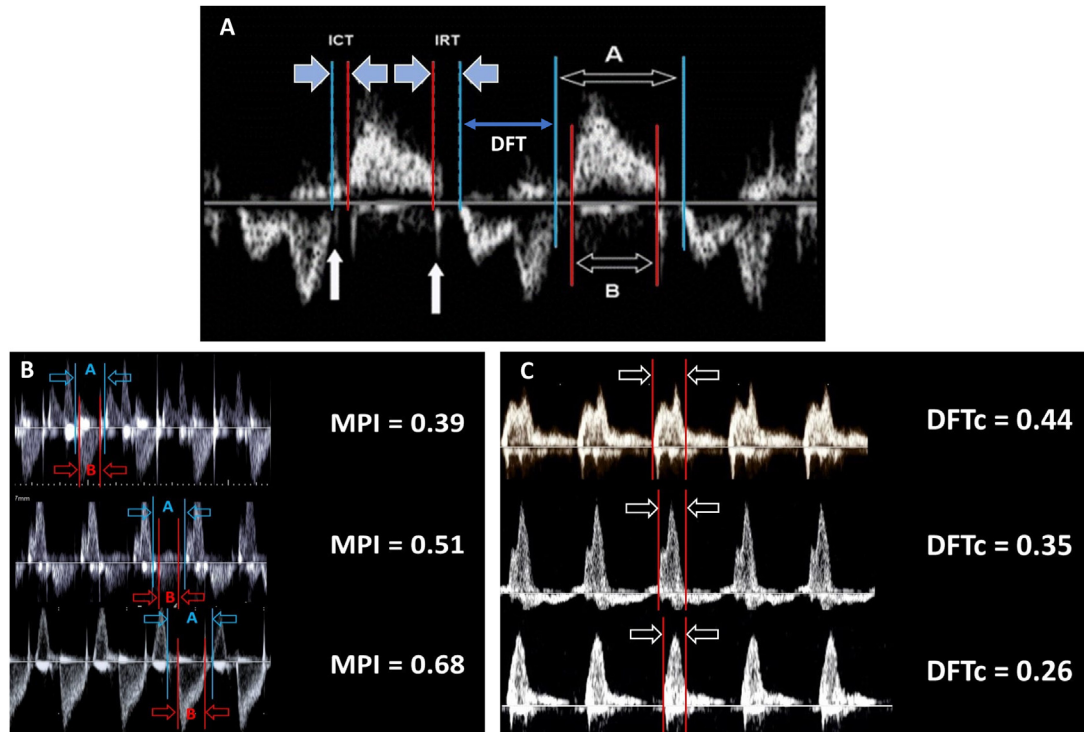 A
ICT
IRT
A
DFT
B
B
A
B
MPI = 0.39
7mm
A
B
MPI = 0.51
A
B
MPI = 0.68
C
DFTc = 0.44
DFTc = 0.35
DFTc = 0.26